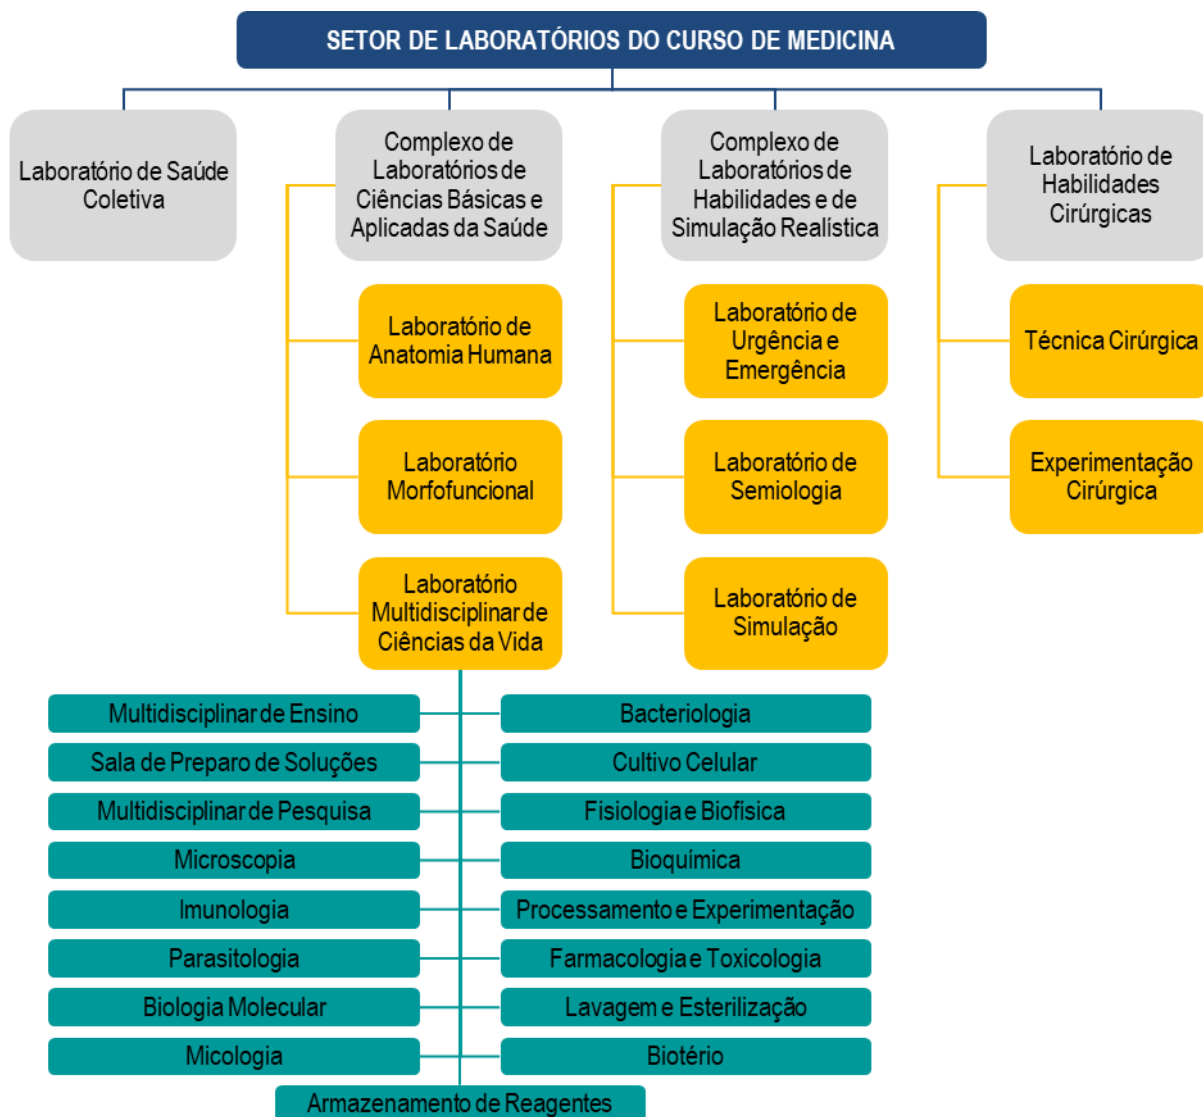 SETOR DE LABORATÓRIOS DO CURSO DE MEDICINA
Laboratório de Saúde
Coletiva
Complexo de
Laboratórios de
Ciências Básicas e
Aplicadas da Saúde
Complexo de
Laboratórios de
Habilidades e de
Simulação Realística
Laboratório de
Habilidades
Cirúrgicas
Laboratório de
Anatomia Humana
Laboratório de
Urgência e
Emergência
Técnica Cirúrgica
Laboratório
Morfofuncional
Laboratório de
Semiologia
Experimentação
Cirúrgica
Laboratório
Multidisciplinar de
Ciências da Vida
Laboratório de
Simulação
Multidisciplinar de Ensino
Bacteriologia
Sala de Preparo de Soluções
Cultivo Celular
Multidisciplinar de Pesquisa
Fisiologia e Biofísica
Microscopia
Bioquímica
Imunologia
Processamento e Experimentação
Parasitologia
Farmacologia e Toxicologia
Biologia Molecular
Lavagem e Esterilização
Micologia
Biotério
Armazenamento de Reagentes